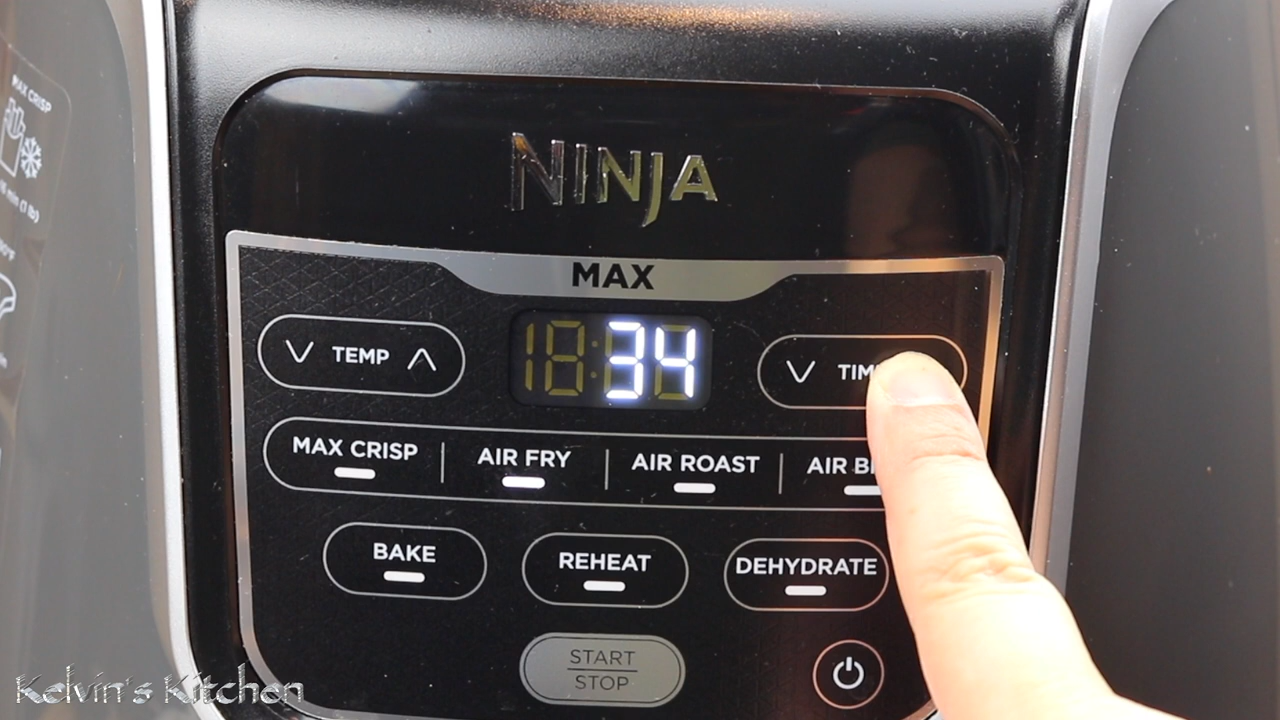 MAX CRISP
NINJA
MAX
TEMP
34
MAX CRISP
AIR FRY
AIR ROAST
AIR
BAKE
REHEAT
DEHYDRATE
START
STOP
Kelvin's Kitchen